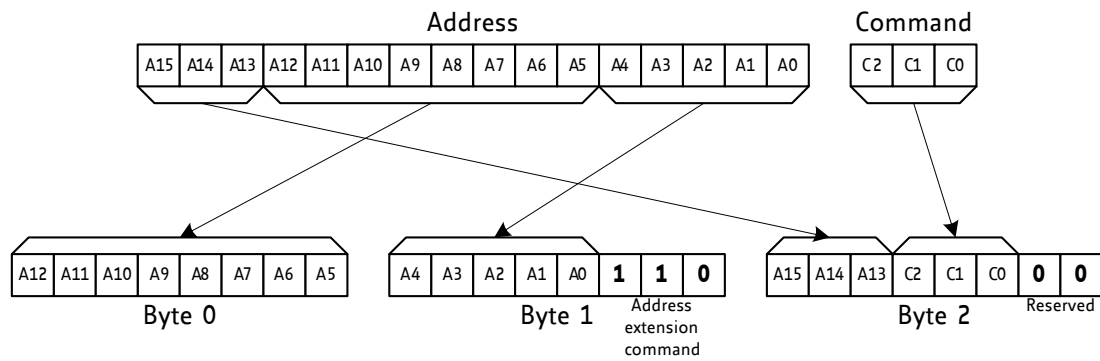 Address Command
A15 A14 A13 A12 A11 A10 A9 A8 A7 A6 A5 A4 A3 A2 A1 A0 C2 C1 C0
A12 A11 A10 A9 A8 A7 A6 A5 A4 A3 A2 A1 A0 1 1 0 A15 A14 A13 C2 C1 C0 0 0
Byte 0 Byte 1 Address Byte 2 Reserved
extension
command